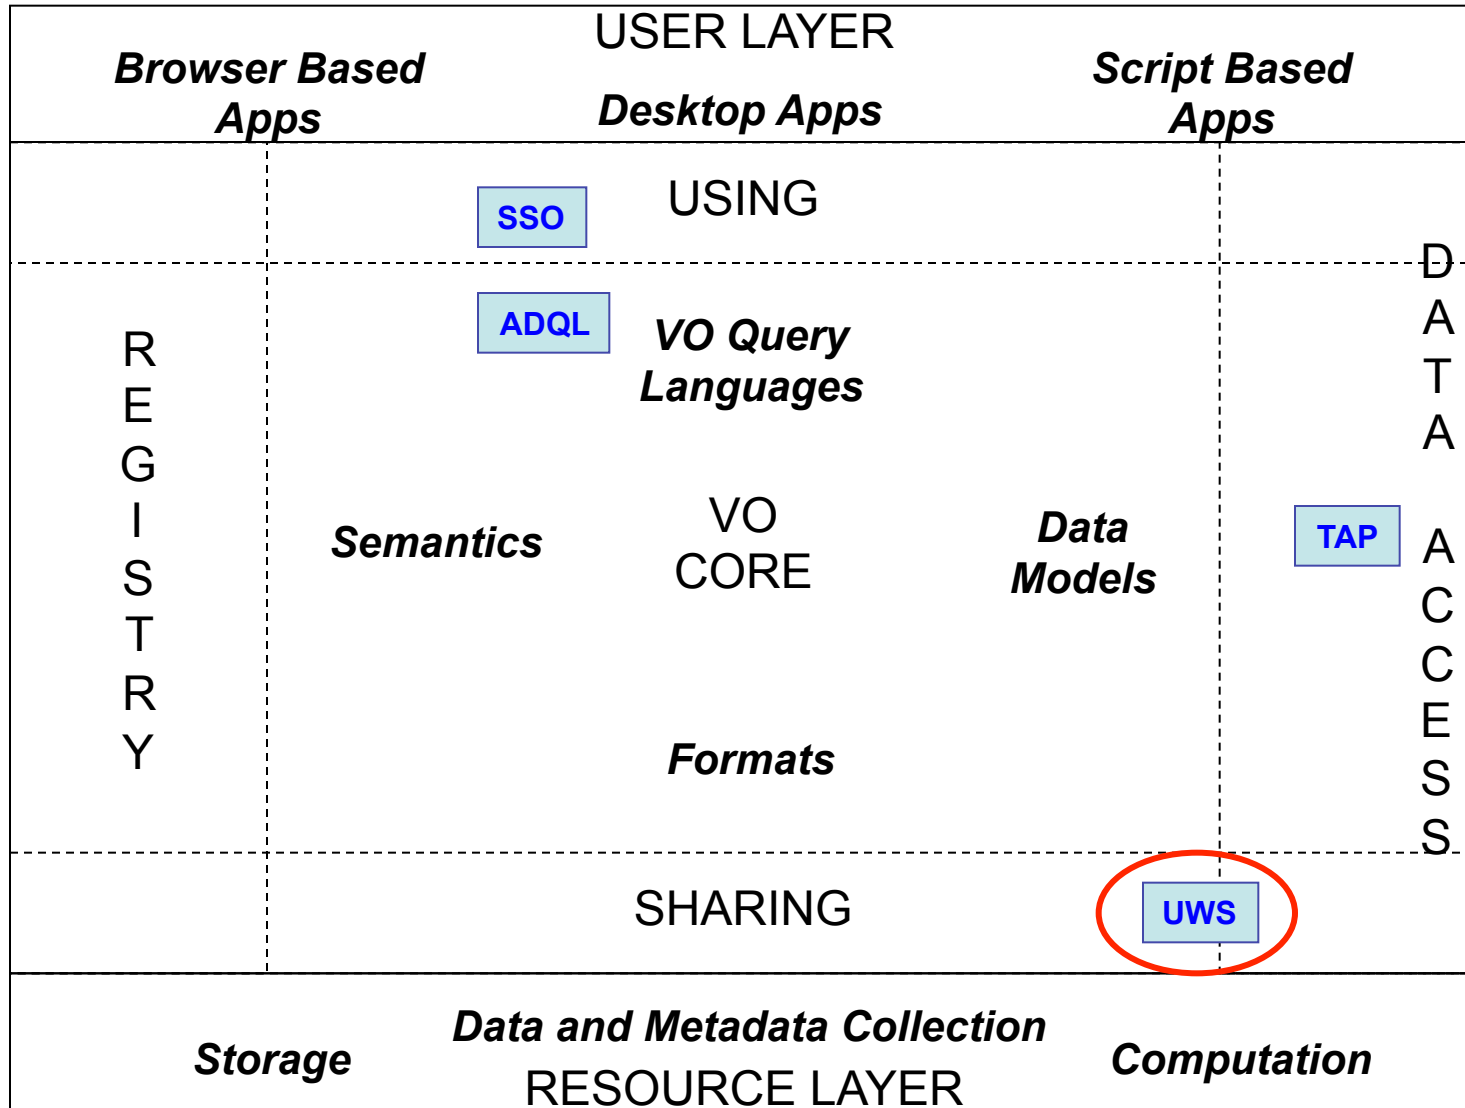 USER LAYER
Browser Based
Apps
Desktop Apps
Script Based
Apps
USING
SSO
ADQL
VO Query
Languages
REGISTRY
Semantics
VO
CORE
Data
Models
TAP
DATA ACCESS
Formats
SHARING
UWS
Storage
Data and Metadata Collection
Computation
RESOURCE LAYER